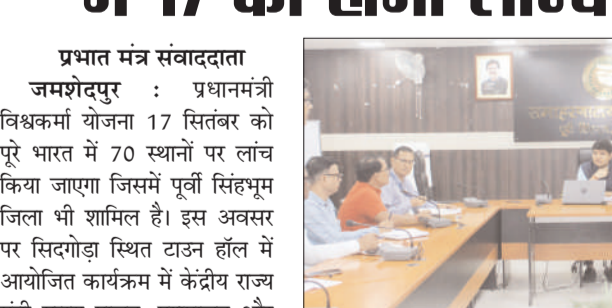 में 17 को होगा लॉन्च
प्रभात मंत्र संवाददाता
जमशेदपुर : प्रधानमंत्री
विश्वकर्मा योजना 17 सितंबर को
पूरे भारत में 70 स्थानों पर लांच
किया जाएगा जिसमें पूर्वी सिंहभूम
जिला भी शामिल है। इस अवसर
पर सिदगोड़ा स्थित टाउन हॉल में
आयोजित कार्यक्रम में केंद्रीय राज्य